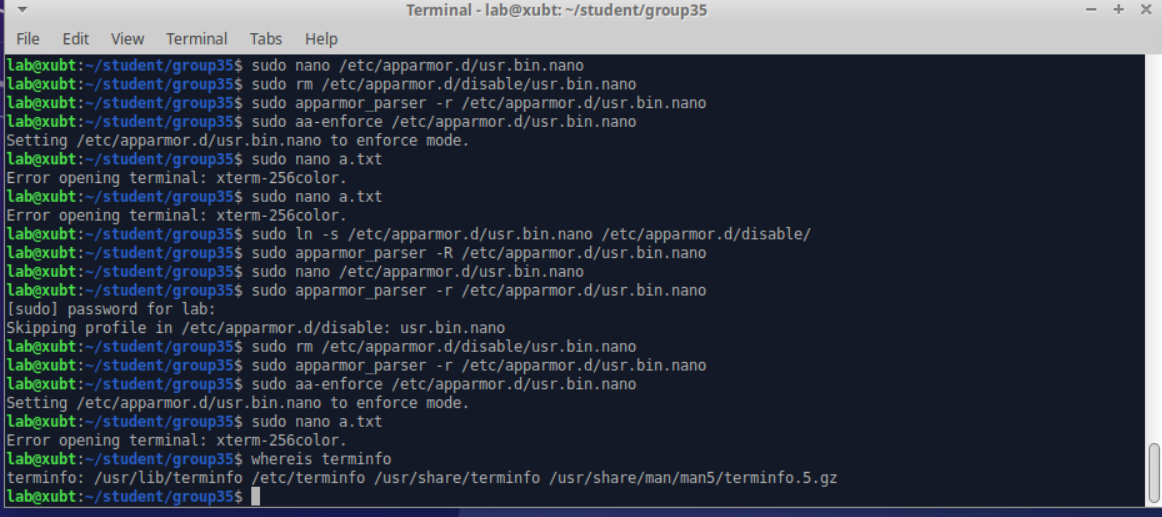 Terminal - lab@xubt: ~/student/group35
File Edit View Terminal Tabs Help
lab@xubt:~/student/group35$ sudo nano /etc/apparmor.d/usr.bin.nano
lab@xubt:~/student/group35$ sudo rm /etc/apparmor.d/disable/usr.bin.nano
lab@xubt:~/student/group35$ sudo apparmor_parser -r /etc/apparmor.d/usr.bin.nano
lab@xubt:~/student/group35$ sudo aa-enforce /etc/apparmor.d/usr.bin.nano
Setting /etc/apparmor.d/usr.bin.nano to enforce mode.
lab@xubt:~/student/group35$ sudo nano a.txt
Error opening terminal: xterm-256color.
lab@xubt:~/student/group35$ sudo nano a.txt
Error opening terminal: xterm-256color.
lab@xubt:~/student/group35$ sudo ln -s /etc/apparmor.d/usr.bin.nano /etc/apparmor.d/disable/
lab@xubt:~/student/group35$ sudo apparmor_parser -R /etc/apparmor.d/usr.bin.nano
lab@xubt:~/student/group35$ sudo nano /etc/apparmor.d/usr.bin.nano
lab@xubt:~/student/group35$ sudo apparmor_parser -r /etc/apparmor.d/usr.bin.nano
[sudo] password for lab:
Skipping profile in /etc/apparmor.d/disable: usr.bin.nano
lab@xubt:~/student/group35$ sudo rm /etc/apparmor.d/disable/usr.bin.nano
lab@xubt:~/student/group35$ sudo apparmor_parser -r /etc/apparmor.d/usr.bin.nano
lab@xubt:~/student/group35$ sudo aa-enforce /etc/apparmor.d/usr.bin.nano
Setting /etc/apparmor.d/usr.bin.nano to enforce mode.
lab@xubt:~/student/group35$ sudo nano a.txt
Error opening terminal: xterm-256color.
lab@xubt:~/student/group35$ whereis terminfo
terminfo: /usr/lib/terminfo /etc/terminfo /usr/share/terminfo /usr/share/man/man5/terminfo.5.gz
lab@xubt:~/student/group35$